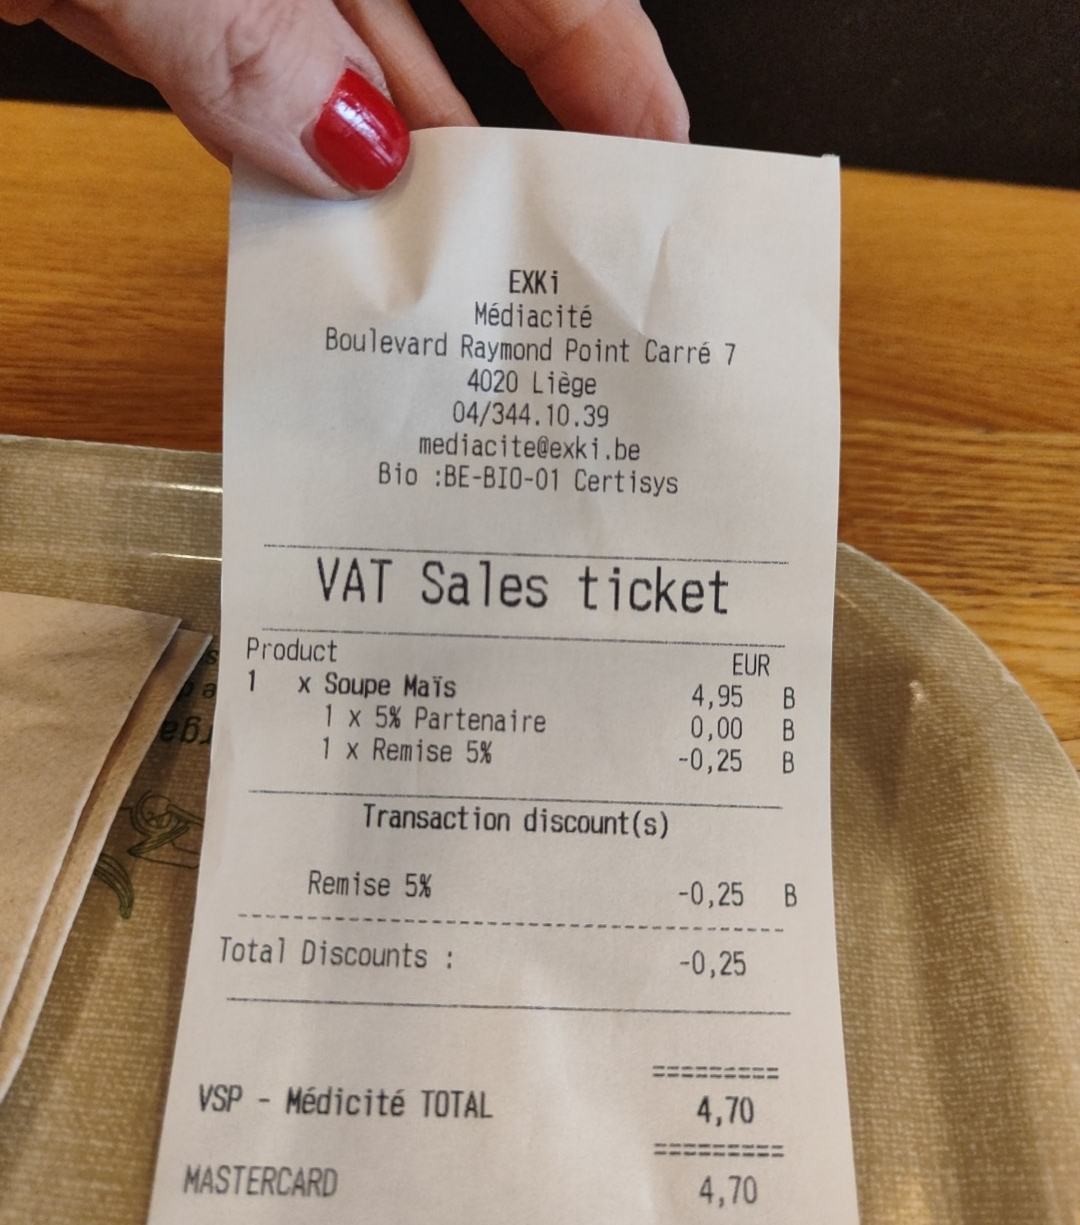 EXKi
Médiacité
Boulevard Raymond Point Carré 7
4020 Liège
04/344.10.39
mediacite@exki.be
Bio :BE-BIO-01 Certisys
VAT Sales ticket
Product EUR
1 x Soupe Maïs 4,95 B
1 x 5% Partenaire 0,00 B
1 x Remise 5% -0,25 B
Transaction discount(s)
Remise 5% -0,25 B
Total Discounts : -0,25
=========
VSP - Médicité TOTAL 4,70
=========
MASTERCARD 4,70